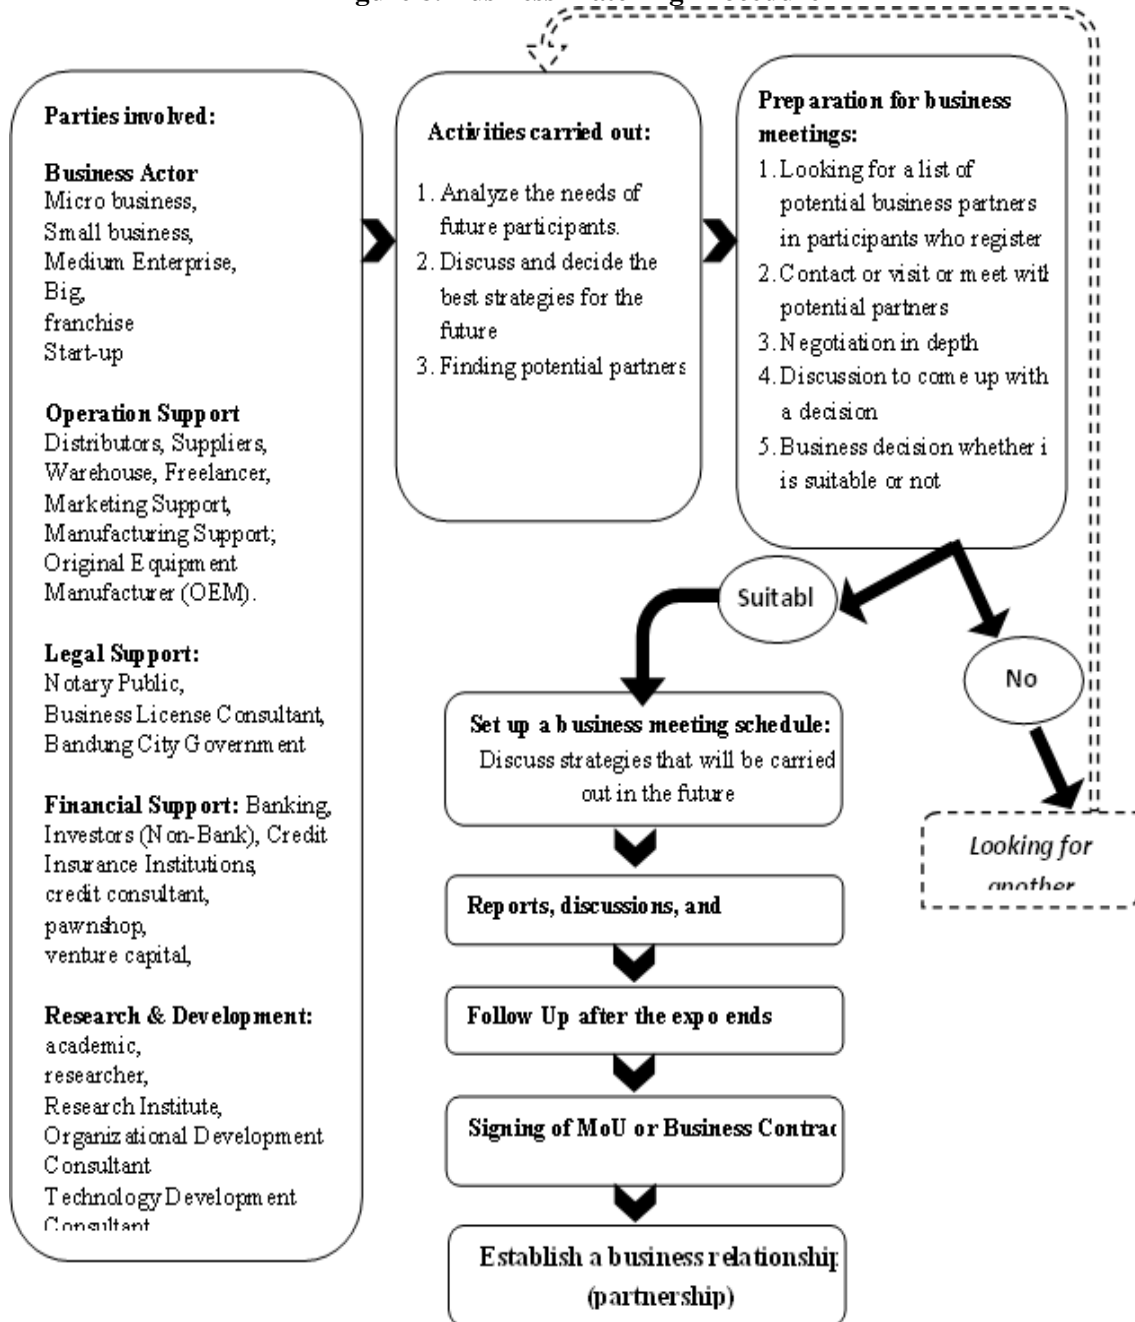 Parties involved:
Business Actor
Micro business,
Small business,
Medium Enterprise,
Big,
franchise
Start-up
Operation Support
Distributors, Suppliers,
Warehouse, Freelancer,
Marketing Support,
Manufacturing Support;
Original Equipment
Manufacturer (OEM).
Legal Support:
Notary Public,
Business License Consultant,
Bandung City Government
Financial Support: Banking,
Investors (Non-Bank), Credit
Insurance Institutions,
credit consultant,
pawnshop,
venture capital,
Research & Development:
academic,
researcher,
Research Institute,
Organizational Development
Consultant
Technology Development
Consultant
Activities carried out:
1. Analyze the needs of
future participants.
2. Discuss and decide the
best strategies for the
future
3. Finding potential partners
Preparation for business
meetings:
1. Looking for a list of
potential business partners
in participants who register
2. Contact or visit or meet with
potential partners
3. Negotiation in depth
4. Discussion to come up with
a decision
5. Business decision whether i
is suitable or not
Suitabl
No
Looking for
another
Set up a business meeting schedule:
Discuss strategies that will be carried
out in the future
Reports, discussions, and
Follow Up after the expo ends
Signing of MoU or Business Contrac
Establish a business relationship
(partnership)